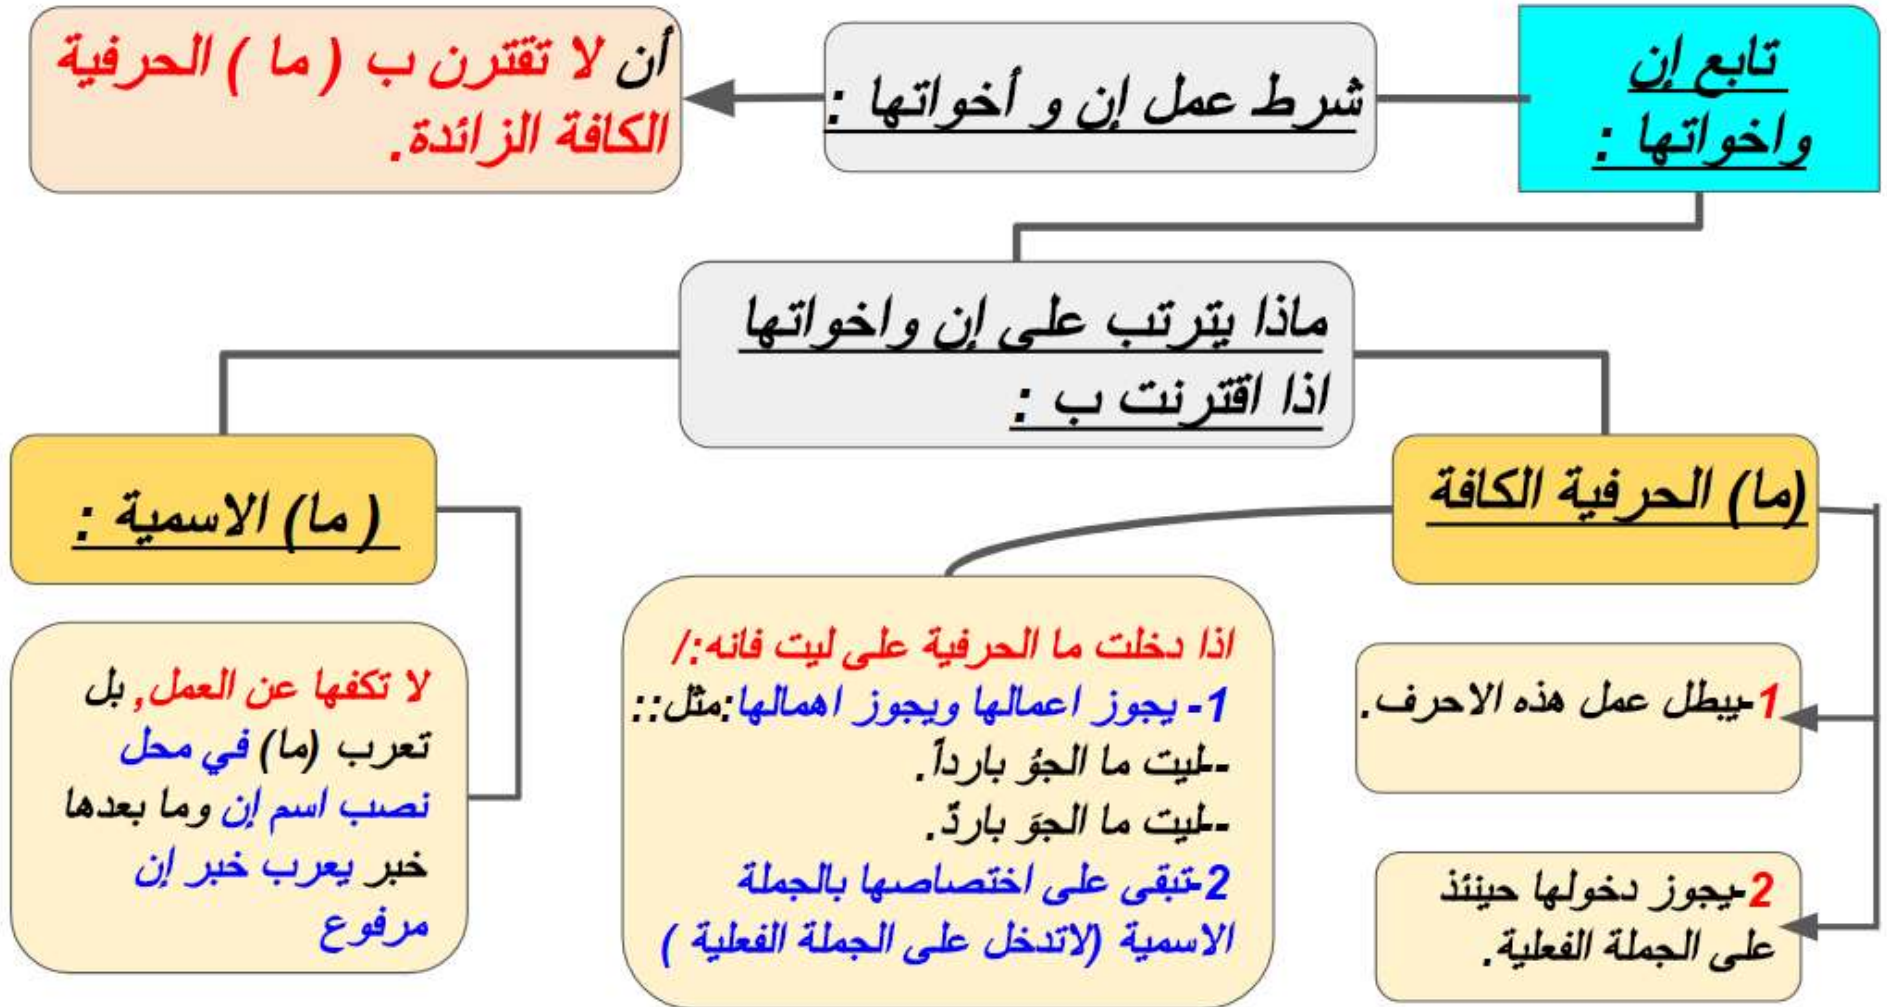 تابع إن
واخواتها :
شرط عمل إن و أخواتها :
أن لا تقترن ب ( ما ) الحرفية
الكافة الزائدة.
ماذا يترتب على إن واخواتها
اذا اقترنت ب :
(ما) الحرفية الكافة
1-يبطل عمل هذه الاحرف.
2-يجوز دخولها حينئذ
على الجملة الفعلية.
اذا دخلت ما الحرفية على ليت فانه:/
1- يجوز اعمالها ويجوز اهمالها:مثل::
--ليت ما الجوُ بارداً.
--ليت ما الجوَ باردٌ.
2-تبقى على اختصاصها بالجملة
الاسمية (لاتدخل على الجملة الفعلية )
( ما) الاسمية :
لا تكفها عن العمل, بل
تعرب (ما) في محل
نصب اسم إن وما بعدها
خبر يعرب خبر إن
مرفوع